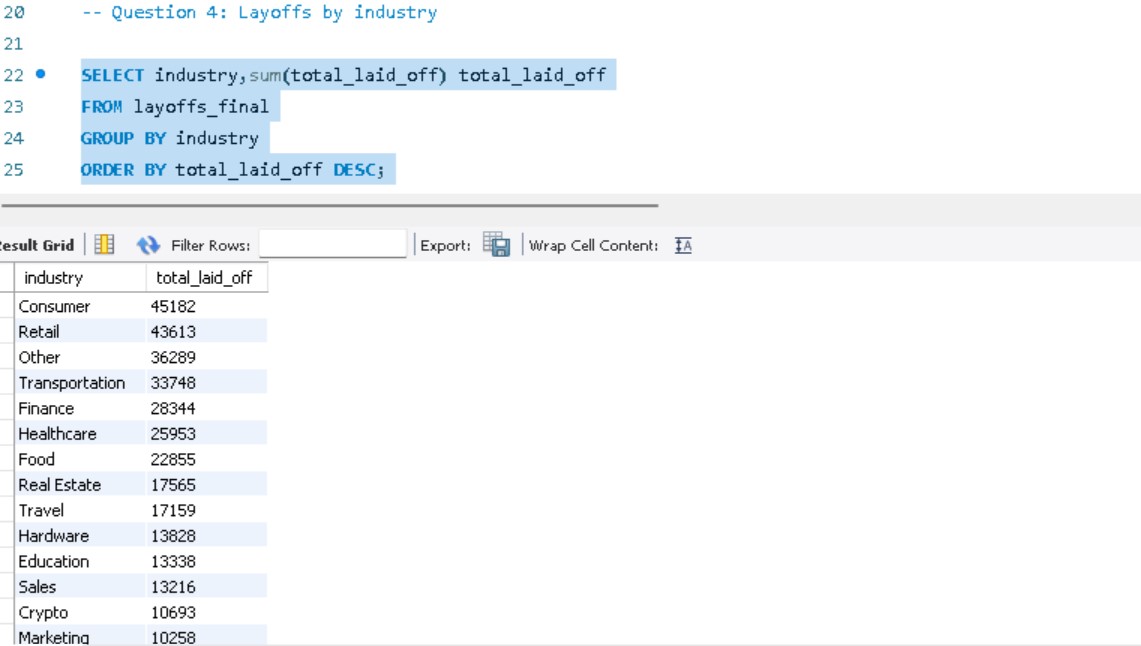 20 -- Question 4: Layoffs by industry
21
22 SELECT industry,sum(total_laid_off) total_laid_off
23 FROM layoffs_final
24 GROUP BY industry
25 ORDER BY total_laid_off DESC;
Result Grid Filter Rows: Export: Wrap Cell Content: IA
industry total_laid_off
Consumer 45182
Retail 43613
Other 36289
Transportation 33748
Finance 28344
Healthcare 25953
Food 22855
Real Estate 17565
Travel 17159
Hardware 13828
Education 13338
Sales 13216
Crypto 10693
Marketing 10258